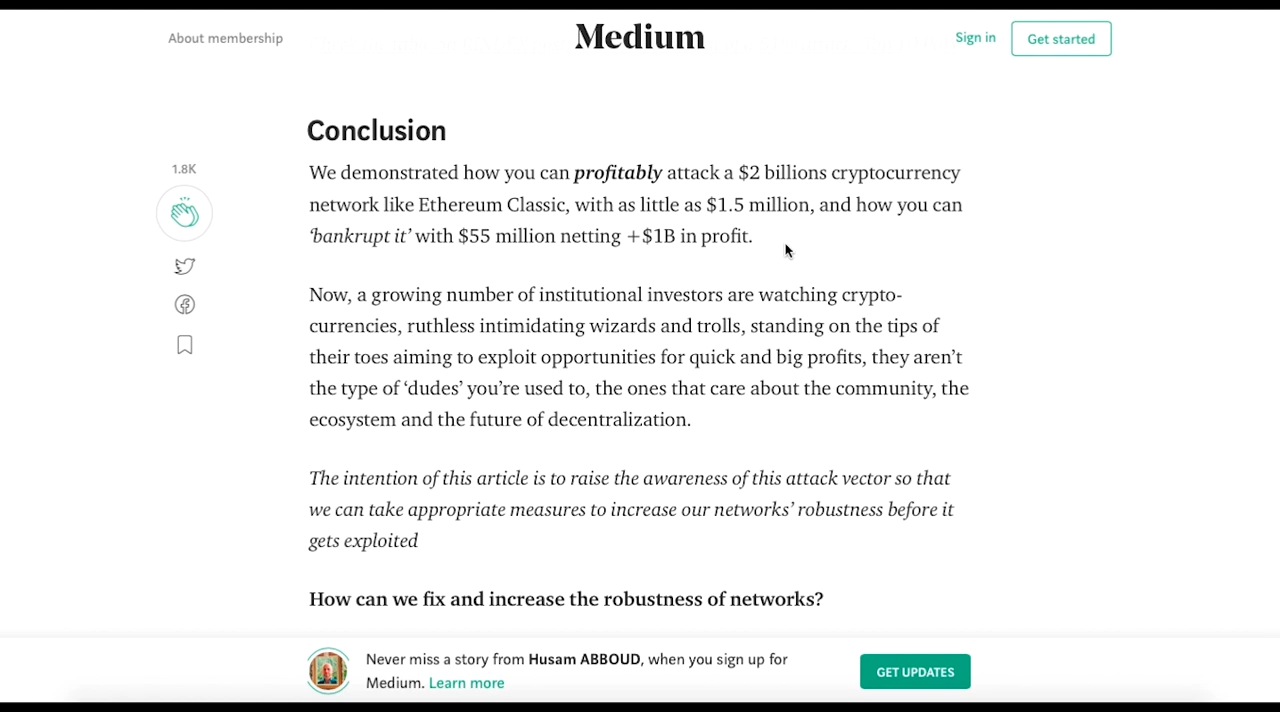 About membership
Medium
Sign in
Get started
Conclusion
1.8K
We demonstrated how you can profitably attack a $2 billions cryptocurrency
network like Ethereum Classic, with as little as $1.5 million, and how you can
‘bankrupt it’ with $55 million netting +$1B in profit.
Now, a growing number of institutional investors are watching crypto-
currencies, ruthless intimidating wizards and trolls, standing on the tips of
their toes aiming to exploit opportunities for quick and big profits, they aren’t
the type of ‘dudes’ you’re used to, the ones that care about the community, the
ecosystem and the future of decentralization.
The intention of this article is to raise the awareness of this attack vector so that
we can take appropriate measures to increase our networks’ robustness before it
gets exploited
How can we fix and increase the robustness of networks?
Never miss a story from Husam ABBOUD, when you sign up for
Medium. Learn more
GET UPDATES